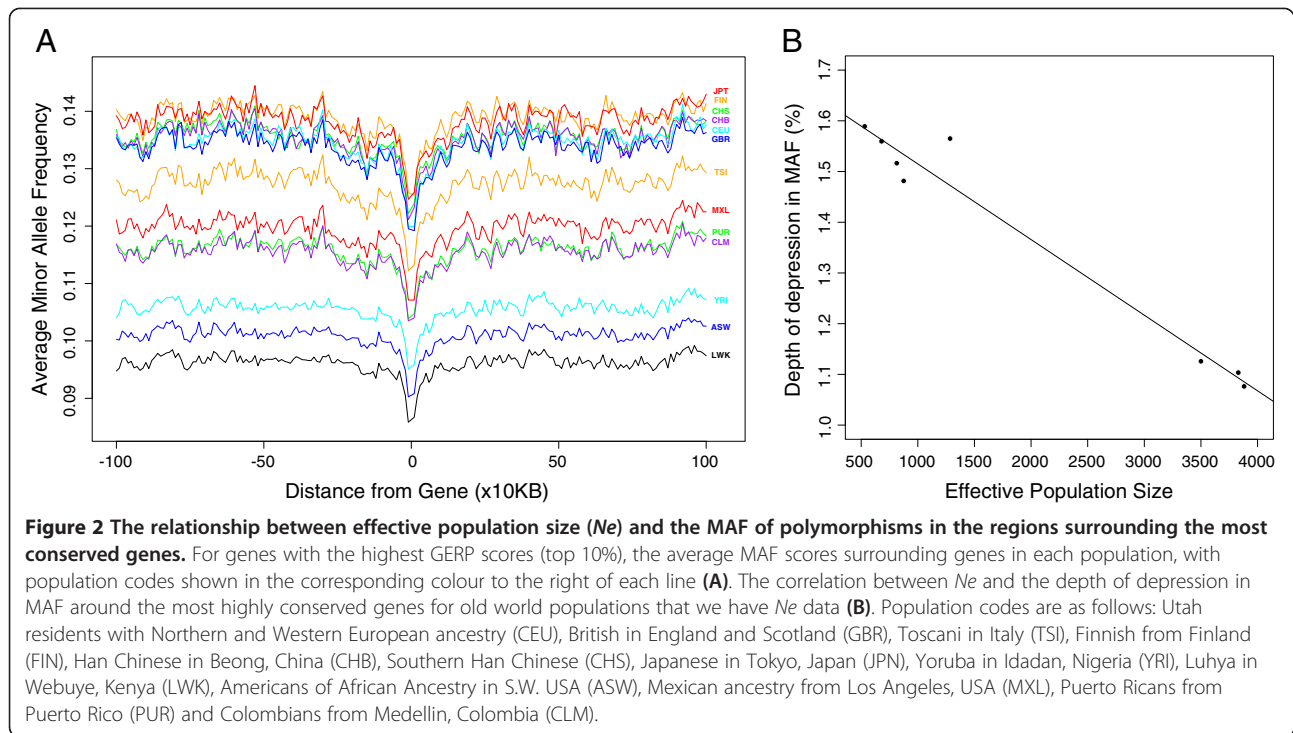 A
Average Minor Allele Frequency
0.14
0.13
0.12
0.11
0.10
0.09
JPT
FIN
CHS
CHB
CEU
GBR
TSI
MXL
PUR
CLM
YRI
ASW
LWK
-100
-50
0
50
100
Distance from Gene (x10KB)
B
Depth of depression in MAF (%)
1.7
1.6
1.5
1.4
1.3
1.2
1.1
1.0
500
1000
1500
2000
2500
3000
3500
4000
Effective Population Size
Figure 2 The relationship between effective population size (Ne) and the MAF of polymorphisms in the regions surrounding the most
conserved genes. For genes with the highest GERP scores (top 10%), the average MAF scores surrounding genes in each population, with
population codes shown in the corresponding colour to the right of each line (A). The correlation between Ne and the depth of depression in
MAF around the most highly conserved genes for old world populations that we have Ne data (B). Population codes are as follows: Utah
residents with Northern and Western European ancestry (CEU), British in England and Scotland (GBR), Toscani in Italy (TSI), Finnish from Finland
(FIN), Han Chinese in Beong, China (CHB), Southern Han Chinese (CHS), Japanese in Tokyo, Japan (JPN), Yoruba in Idadan, Nigeria (YRI), Luhya in
Webuye, Kenya (LWK), Americans of African Ancestry in S.W. USA (ASW), Mexican ancestry from Los Angeles, USA (MXL), Puerto Ricans from
Puerto Rico (PUR) and Colombians from Medellin, Colombia (CLM).